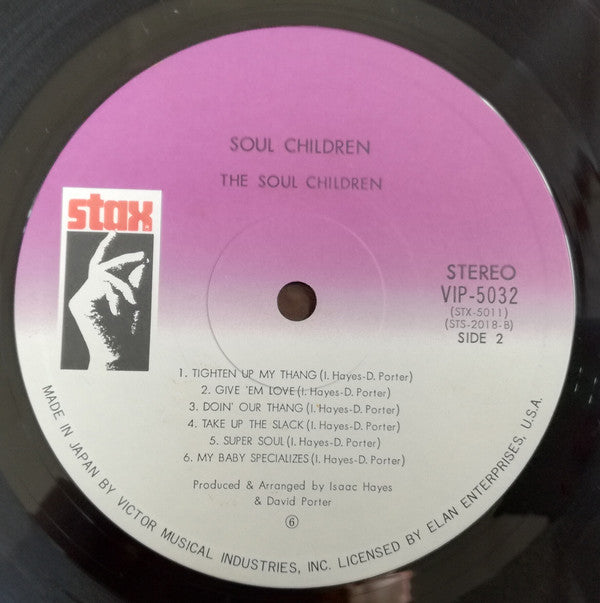 SOUL CHILDREN
THE SOUL CHILDREN
stax
STEREO
VIP-5032
(STX-5011)
(STS-2018-B)
SIDE 2
1. TIGHTEN UP MY THANG (I. Hayes-D. Porter)
2. GIVE 'EM LOVE (I. Hayes-D. Porter)
3. DOIN' OUR THANG (I. Hayes-D. Porter)
4. TAKE UP THE SLACK (I. Hayes-D. Porter)
5. SUPER SOUL (I. Hayes-D. Porter)
6. MY BABY SPECIALIZES (I. Hayes-D. Porter)
Produced & Arranged by Isaac Hayes
& David Porter
⑥
MADE IN JAPAN BY VICTOR MUSICAL INDUSTRIES, INC. LICENSED BY ELAN ENTERPRISES, U.S.A.